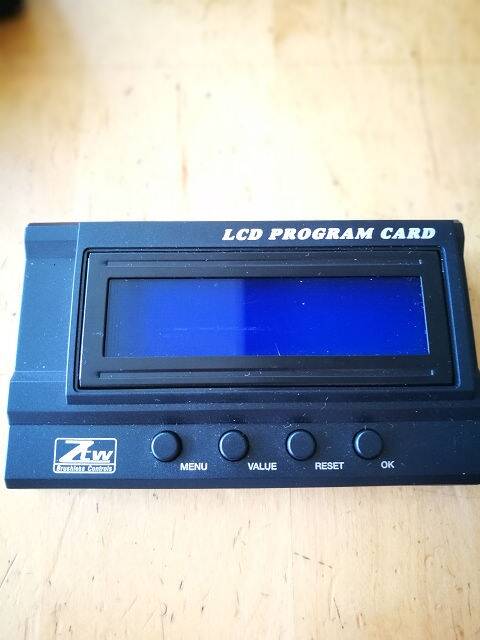 LCD PROGRAM CARD
ZTW
Brushless Controls
MENU
VALUE
RESET
OK